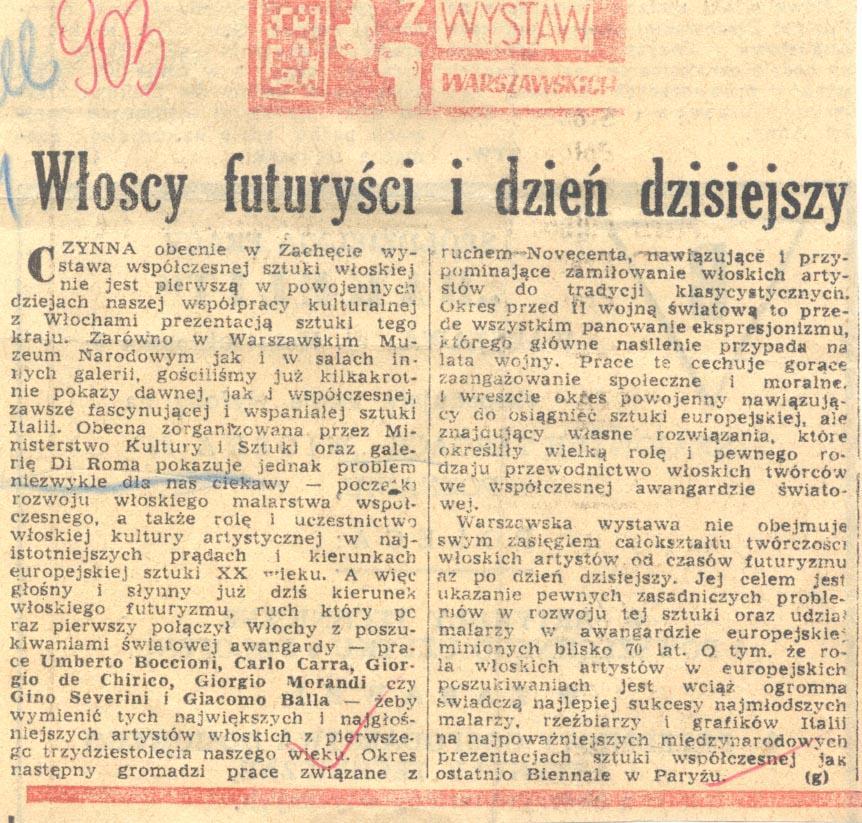 903
Z WYSTAW
WARSZAWSKICH
Włoscy futuryści i dzień dzisiejszy
CZYNNA obecnie w Zachęcie wy-
stawa współczesnej sztuki włoskiej
nie jest pierwszą w powojennych
dziejach naszej współpracy kulturalnej
z Włochami prezentacją sztuki tego
kraju. Zarówno w Warszawskim Mu-
zeum Narodowym jak i w salach in-
nych galerii, gościliśmy już kilkakrot-
nie pokazy dawnej, jak i współczesnej,
zawsze fascynującej i wspaniałej sztuki
Italii. Obecna zorganizowana przez Mi-
nisterstwo Kultury i Sztuki oraz gale-
rię Di Roma pokazuje jednak problem
niezwykle dla nas ciekawy — początki
rozwoju włoskiego malarstwa współ-
czesnego, a także rolę i uczestnictwo
włoskiej kultury artystycznej w naj-
istotniejszych prądach i kierunkach
europejskiej sztuki XX wieku. A więc
głośny i słynny już dziś kierunek
włoskiego futuryzmu, ruch który po
raz pierwszy połączył Włochy z poszu-
kiwaniami światowej awangardy — pra-
ce Umberto Boccioni, Carlo Carra, Gior-
gio de Chirico, Giorgio Morandi czy
Gino Severini i Giacomo Balla — żeby
wymienić tych największych i najgłoś-
niejszych artystów włoskich z pierwsze-
go trzydziestolecia naszego wieku. Okres
następny gromadzi prace związane z
ruchem Novecenta, nawiązujące i przy-
pominające zamiłowanie włoskich arty-
stów do tradycji klasycystycznych.
Okres przed II wojną światową to prze-
de wszystkim panowanie ekspresjonizmu,
którego główne nasilenie przypada na
lata wojny. Prace te cechuje gorące
zaangażowanie społeczne i moralne.
I wreszcie okres powojenny nawiązują-
cy do osiągnięć sztuki europejskiej, ale
znajdujący własne rozwiązania, które
określiły wielką rolę i pewnego ro-
dzaju przewodnictwo włoskich twórców
we współczesnej awangardzie świato-
wej.
Warszawska wystawa nie obejmuje
swym zasięgiem całokształtu twórczości
włoskich artystów od czasów futuryzmu
aż po dzień dzisiejszy. Jej celem jest
ukazanie pewnych zasadniczych proble-
mów w rozwoju tej sztuki oraz udział
malarzy w awangardzie europejskiej
minionych blisko 70 lat. O tym, że ro-
la włoskich artystów w europejskich
poszukiwaniach jest wciąż ogromna
świadczą najlepiej sukcesy najmłodszych
malarzy, rzeźbiarzy i grafików Italii
na najpoważniejszych międzynarodowych
prezentacjach sztuki współczesnej jak
ostatnio Biennale w Paryżu. (g)